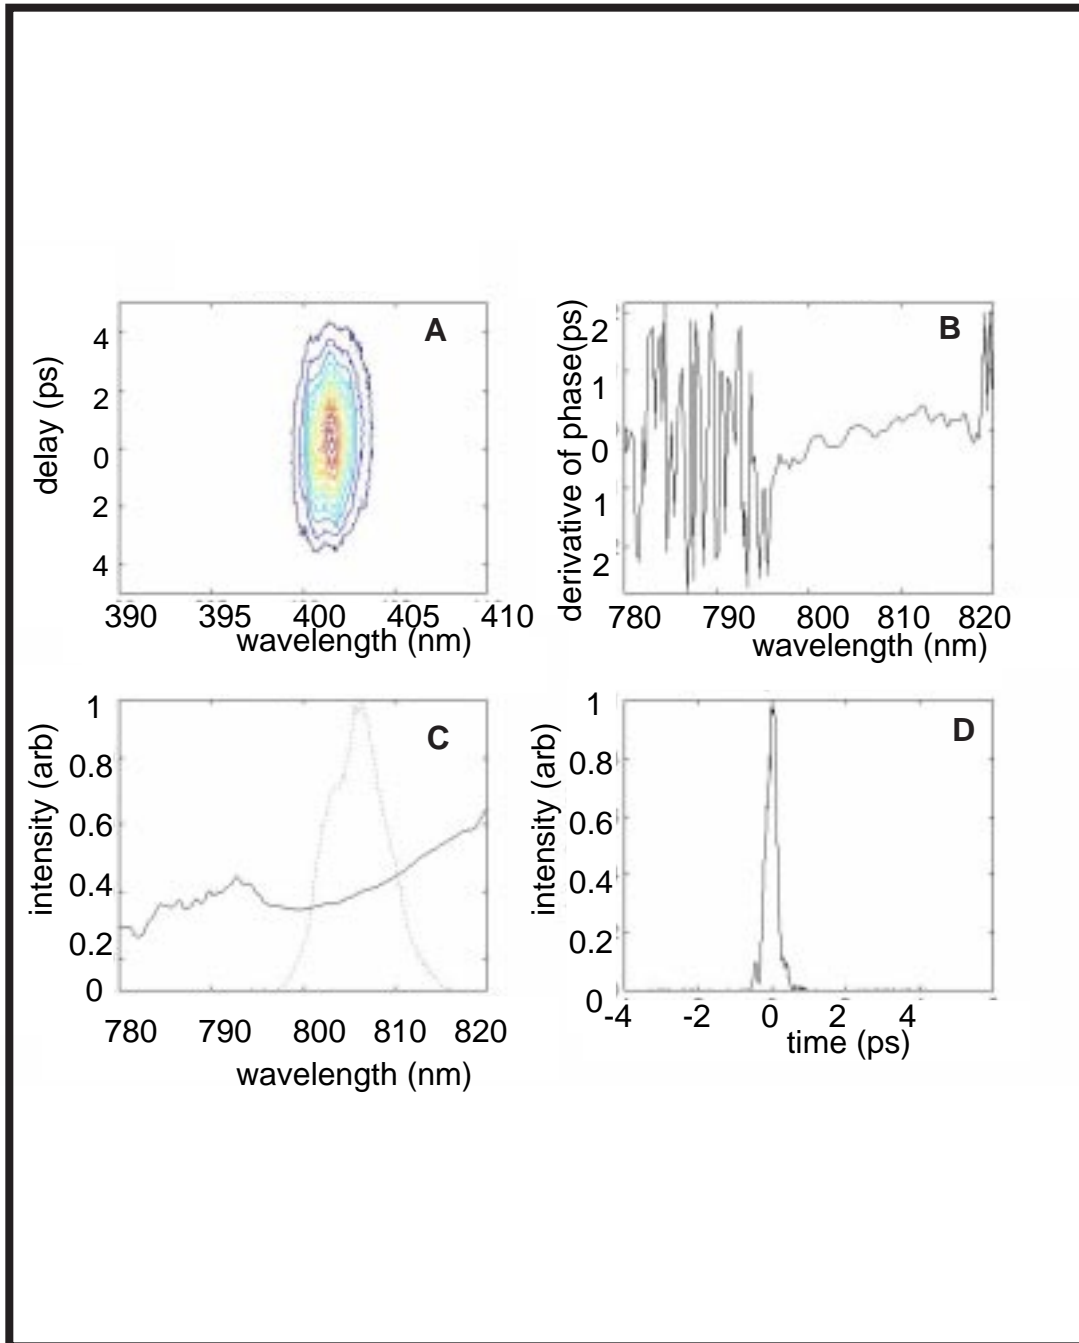 A
delay (ps)
4
2
0
2
4
390 395 400 405 410
wavelength (nm)
B
derivative of phase(ps)
2
1
0
1
2
780 790 800 810 820
wavelength (nm)
C
intensity (arb)
1
0.8
0.6
0.4
0.2
0
780 790 800 810 820
wavelength (nm)
D
intensity (arb)
1
0.8
0.6
0.4
0.2
0
-4 -2 0 2 4
time (ps)